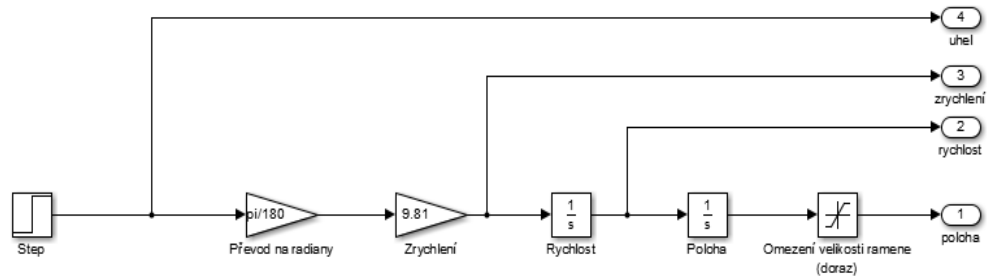 4
uhel
3
zrychlení
2
rychlost
pi/180
9.81
1
s
1
s
1
poloha
Step
Převod na radiany
Zrychlení
Rychlost
Poloha
Omezení velikosti ramene
(doraz)